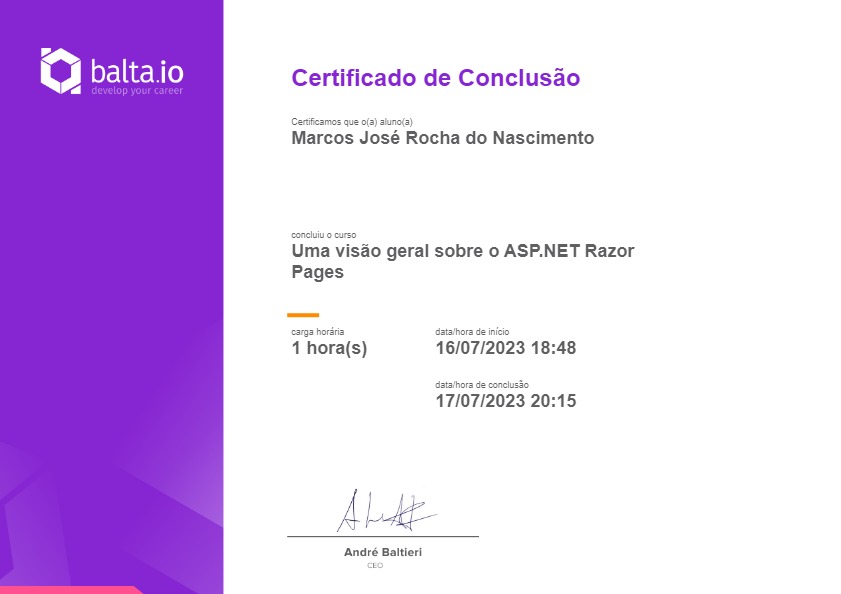 balta.io
develop your career
Certificado de Conclusão
Certificamos que o(a) aluno(a)
Marcos José Rocha do Nascimento
concluiu o curso
Uma visão geral sobre o ASP.NET Razor
Pages
carga horária
1 hora(s)
data/hora de início
16/07/2023 18:48
data/hora de conclusão
17/07/2023 20:15
André Baltieri
CEO